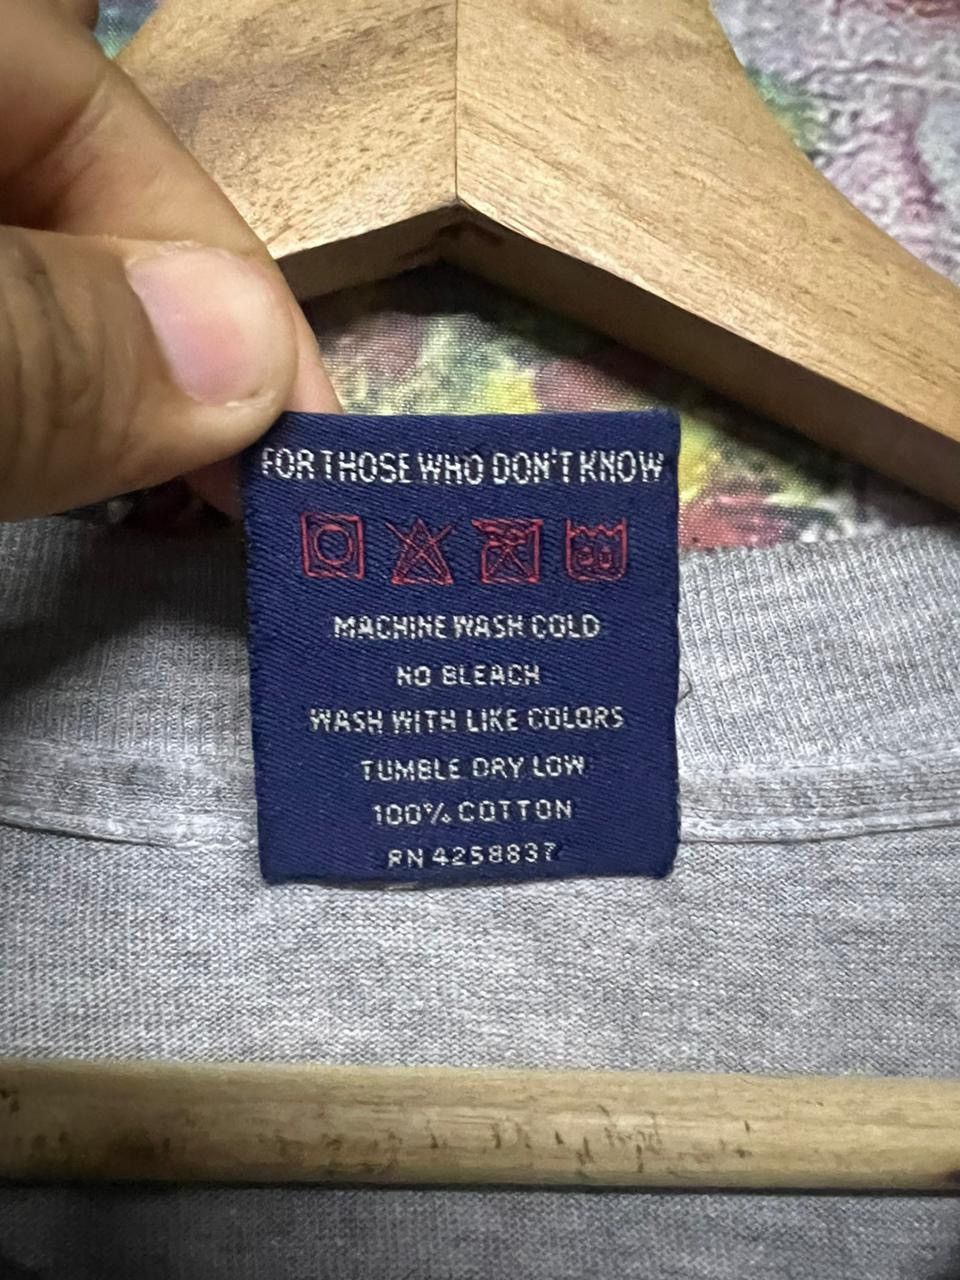 FOR THOSE WHO DON'T KNOW
MACHINE WASH COLD
NO BLEACH
WASH WITH LIKE COLORS
TUMBLE DRY LOW
100% COTTON
RN 4258837